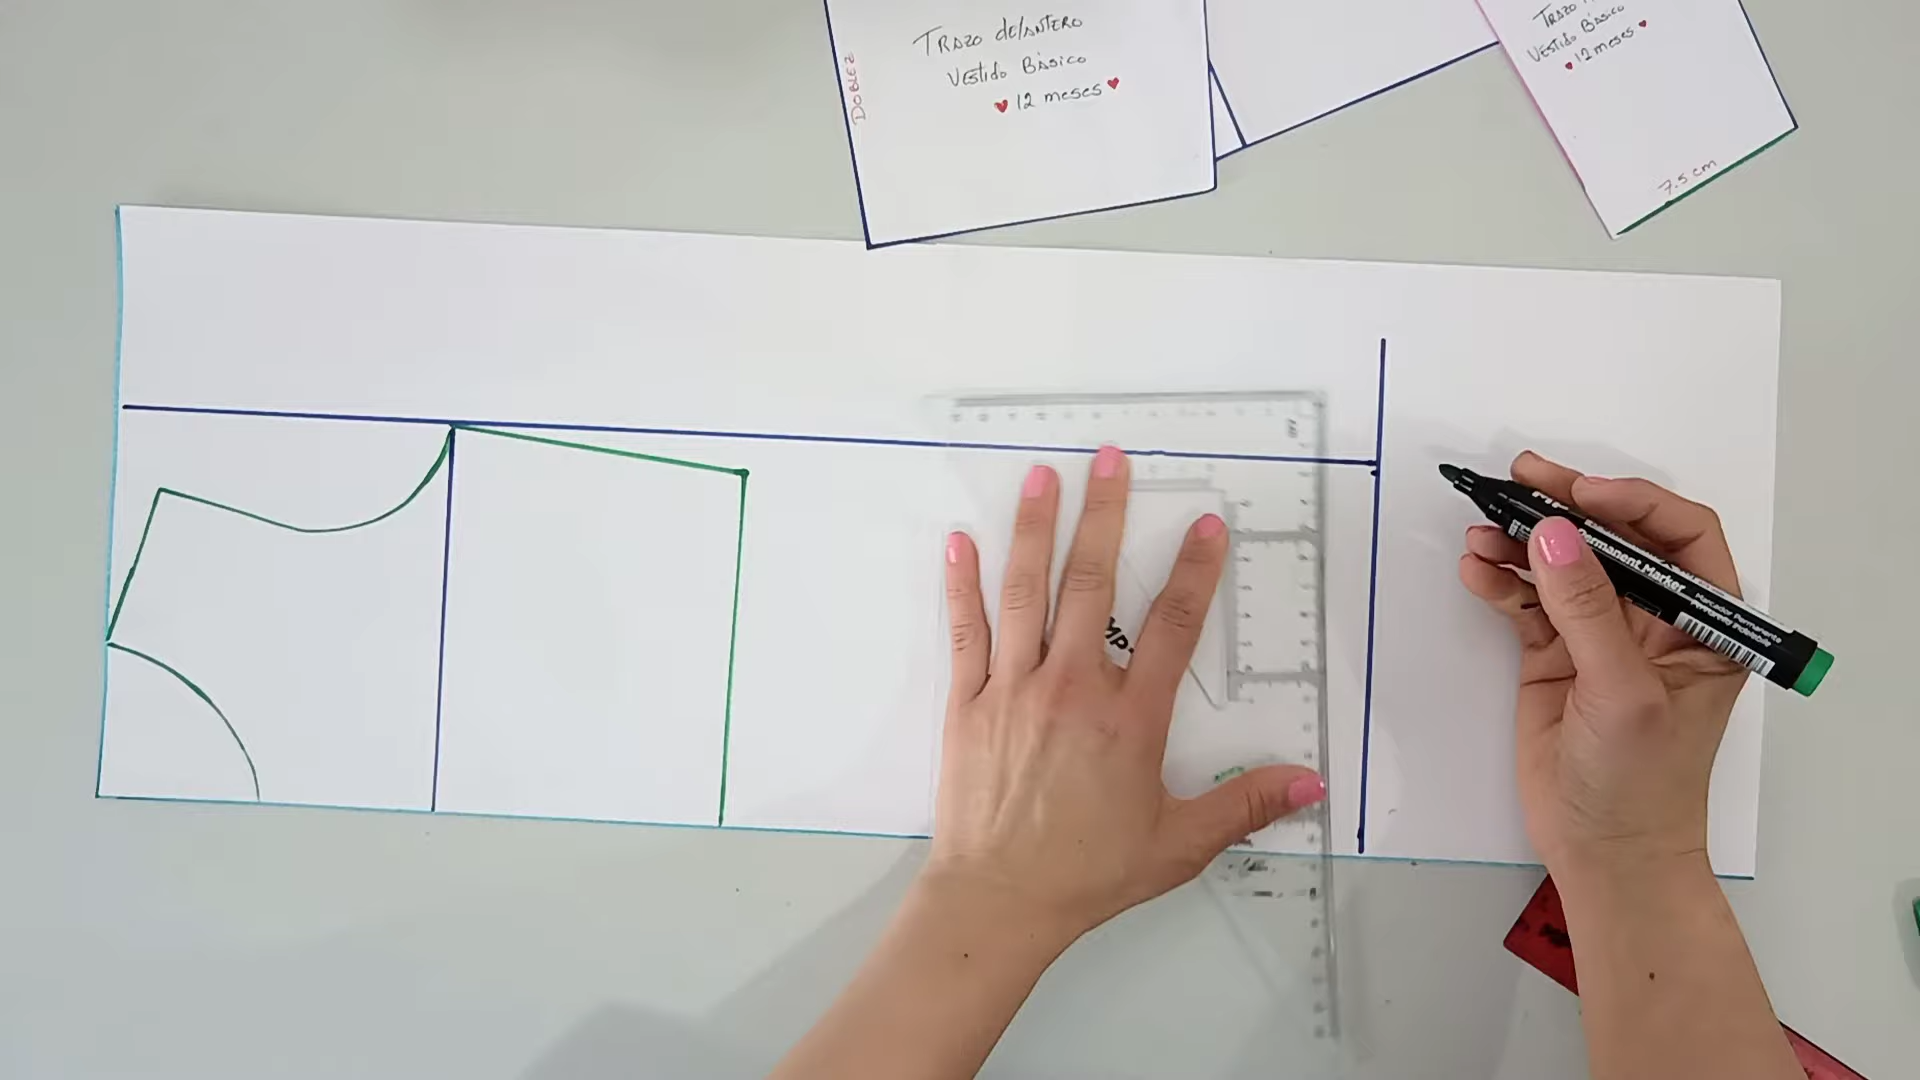 TRAZO delANTERO
VESTido BÁSICO
♥ 12 meses ♥
DOBLEZ
TRAZO
VESTido BÁSICO
♥ 12 meses ♥
7.5 cm
Permanent Marker
Marcador Permanente